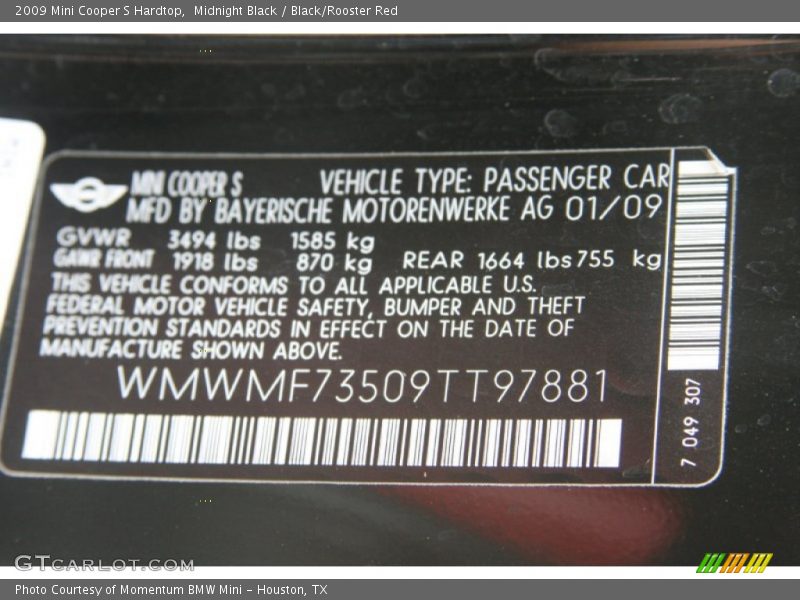 2009 Mini Cooper S Hardtop,  Midnight Black / Black/Rooster Red
MINI COOPER S VEHICLE TYPE: PASSENGER CAR
MFD BY BAYERISCHE MOTORENWERKE AG 01/09
GVWR 3494 lbs 1585 kg
GAWR FRONT 1918 lbs 870 kg REAR 1664 lbs 755 kg
THIS VEHICLE CONFORMS TO ALL APPLICABLE U.S.
FEDERAL MOTOR VEHICLE SAFETY, BUMPER AND THEFT
PREVENTION STANDARDS IN EFFECT ON THE DATE OF
MANUFACTURE SHOWN ABOVE.
WMWMF73509TT97881
7 049 307
GTcarlot.com
Photo Courtesy of Momentum BMW Mini - Houston, TX